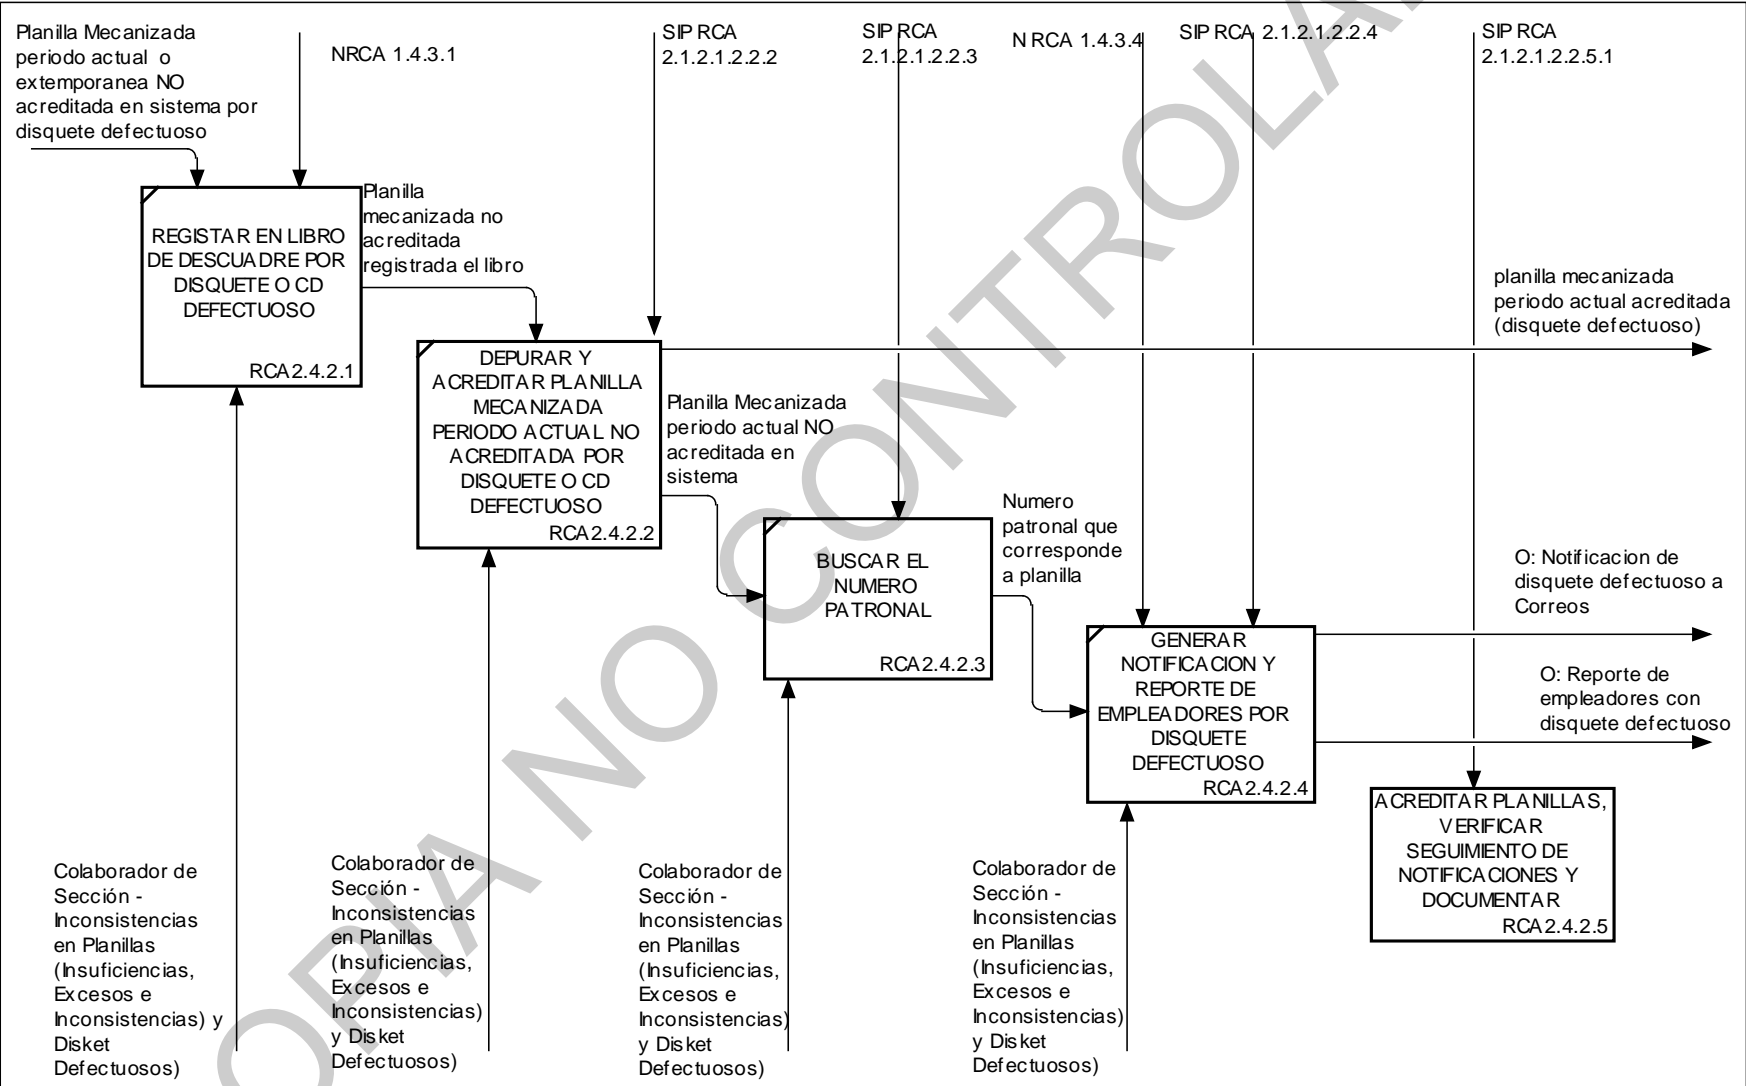 Planilla Mecanizada
periodo actual o
extemporanea NO
acreditada en sistema por
disquete defectuoso
NRCA 1.4.3.1
SIP RCA
2.1.2.1.2.2.2
SIP RCA
2.1.2.1.2.2.3
N RCA 1.4.3.4
SIP RCA 2.1.2.1.2.2.4
SIP RCA
2.1.2.1.2.2.5.1
REGISTAR EN LIBRO
DE DESCUADRE POR
DISQUETE O CD
DEFECTUOSO
RCA2.4.2.1
Planilla
mecanizada no
acreditada
registrada el libro
DEPURAR Y
ACREDITAR PLANILLA
MECANIZADA
PERIODO ACTUAL NO
ACREDITADA POR
DISQUETE O CD
DEFECTUOSO
RCA2.4.2.2
planilla mecanizada
periodo actual acreditada
(disquete defectuoso)
Planilla Mecanizada
periodo actual NO
acreditada en
sistema
BUSCAR EL
NUMERO
PATRONAL
RCA2.4.2.3
Numero
patronal que
corresponde
a planilla
GENERAR
NOTIFICACION Y
REPORTE DE
EMPLEADORES POR
DISQUETE
DEFECTUOSO
RCA2.4.2.4
O: Notificacion de
disquete defectuoso a
Correos
O: Reporte de
empleadores con
disquete defectuoso
ACREDITAR PLANILLAS,
VERIFICAR
SEGUIMIENTO DE
NOTIFICACIONES Y
DOCUMENTAR
RCA2.4.2.5
Colaborador de
Sección -
Inconsistencias
en Planillas
(Insuficiencias,
Excesos e
Inconsistencias) y
Disket
Defectuosos)
Colaborador de
Sección -
Inconsistencias
en Planillas
(Insuficiencias,
Excesos e
Inconsistencias)
y Disket
Defectuosos)
Colaborador de
Sección -
Inconsistencias
en Planillas
(Insuficiencias,
Excesos e
Inconsistencias)
y Disket
Defectuosos)
Colaborador de
Sección -
Inconsistencias
en Planillas
(Insuficiencias,
Excesos e
Inconsistencias)
y Disket
Defectuosos)
OPIA NO CONTROLA